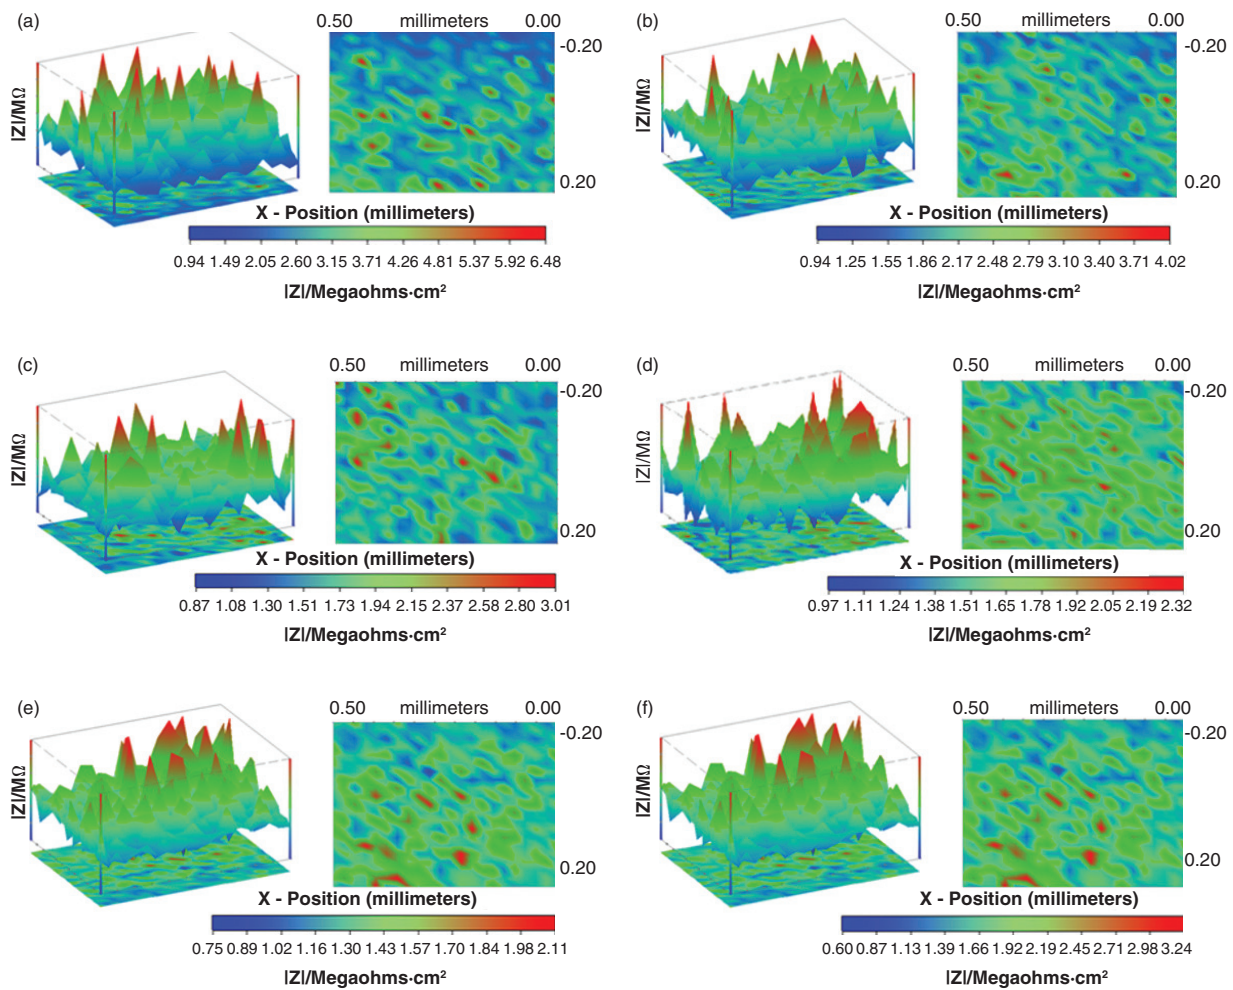 (a)
0.50 millimeters 0.00
-0.20
0.20
|Z|/MΩ
X - Position (millimeters)
0.94 1.49 2.05 2.60 3.15 3.71 4.26 4.81 5.37 5.92 6.48
|Z|/Megaohms·cm²
(b)
0.50 millimeters 0.00
-0.20
0.20
|Z|/MΩ
X - Position (millimeters)
0.94 1.25 1.55 1.86 2.17 2.48 2.79 3.10 3.40 3.71 4.02
|Z|/Megaohms·cm²
(c)
0.50 millimeters 0.00
-0.20
0.20
|Z|/MΩ
X - Position (millimeters)
0.87 1.08 1.30 1.51 1.73 1.94 2.15 2.37 2.58 2.80 3.01
|Z|/Megaohms·cm²
(d)
0.50 millimeters 0.00
-0.20
0.20
|Z|/MΩ
X - Position (millimeters)
0.97 1.11 1.24 1.38 1.51 1.65 1.78 1.92 2.05 2.19 2.32
|Z|/Megaohms·cm²
(e)
0.50 millimeters 0.00
-0.20
0.20
|Z|/MΩ
X - Position (millimeters)
0.75 0.89 1.02 1.16 1.30 1.43 1.57 1.70 1.84 1.98 2.11
|Z|/Megaohms·cm²
(f)
0.50 millimeters 0.00
-0.20
0.20
|Z|/MΩ
X - Position (millimeters)
0.60 0.87 1.13 1.39 1.66 1.92 2.19 2.45 2.71 2.98 3.24
|Z|/Megaohms·cm²